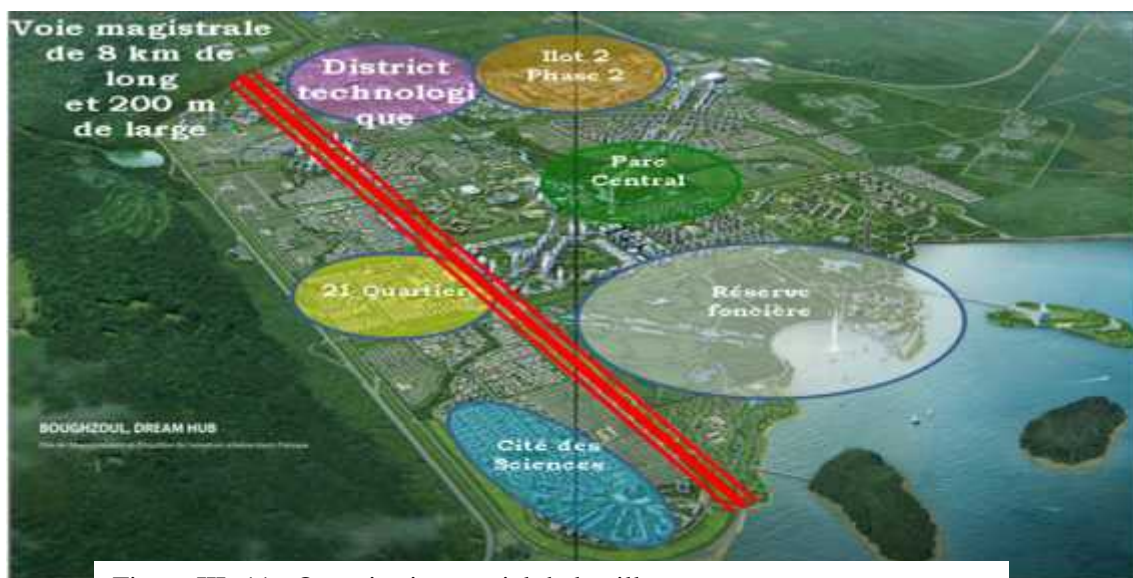 Voie magistrale
de 8 km de
long
et 200 m
de large
District
technologi
que
Ilot 2
Phase 2
Parc
Central
21 Quartier
Réserve
foncière
Cité des
Sciences
BOUGHZOUL, DREAM HUB